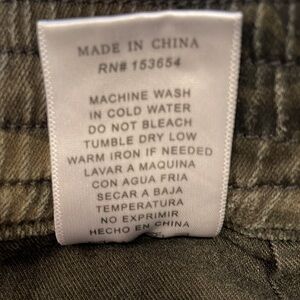 MADE IN CHINA
RN# 153654
MACHINE WASH
IN COLD WATER
DO NOT BLEACH
TUMBLE DRY LOW
WARM IRON IF NEEDED
LAVAR A MAQUINA
CON AGUA FRIA
SECAR A BAJA
TEMPERATURA
NO EXPRIMIR
HECHO EN CHINA